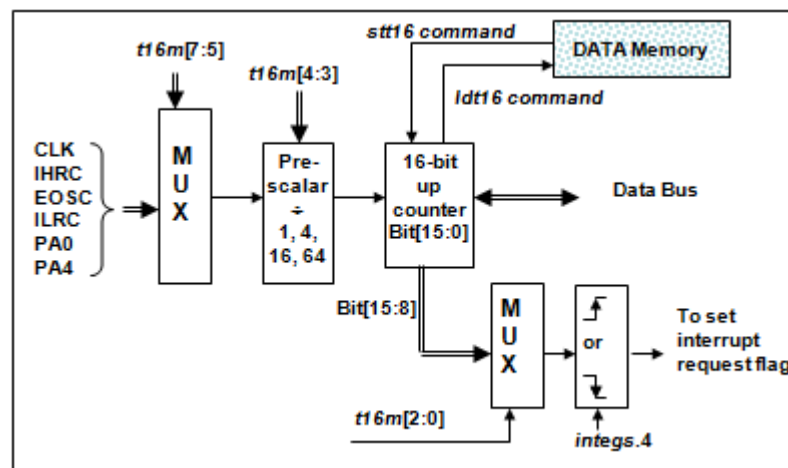 stt16 command
DATA Memory
t16m[7:5]
t16m[4:3]
ldt16 command
CLK
IHRC
EOSC
ILRC
PA0
PA4
M
U
X
Pre-
scalar
÷
1, 4,
16, 64
16-bit
up
counter
Bit[15:0]
Data Bus
Bit[15:8]
M
U
X
or
To set
interrupt
request flag
t16m[2:0]
integs.4